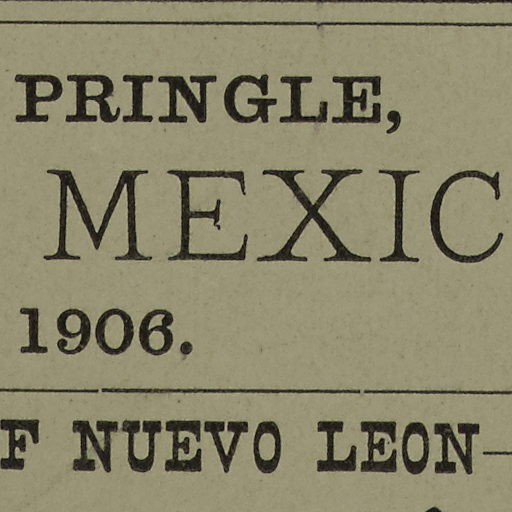 PRINGLE,
MEXIC
1906.
F NUEVO LEON—